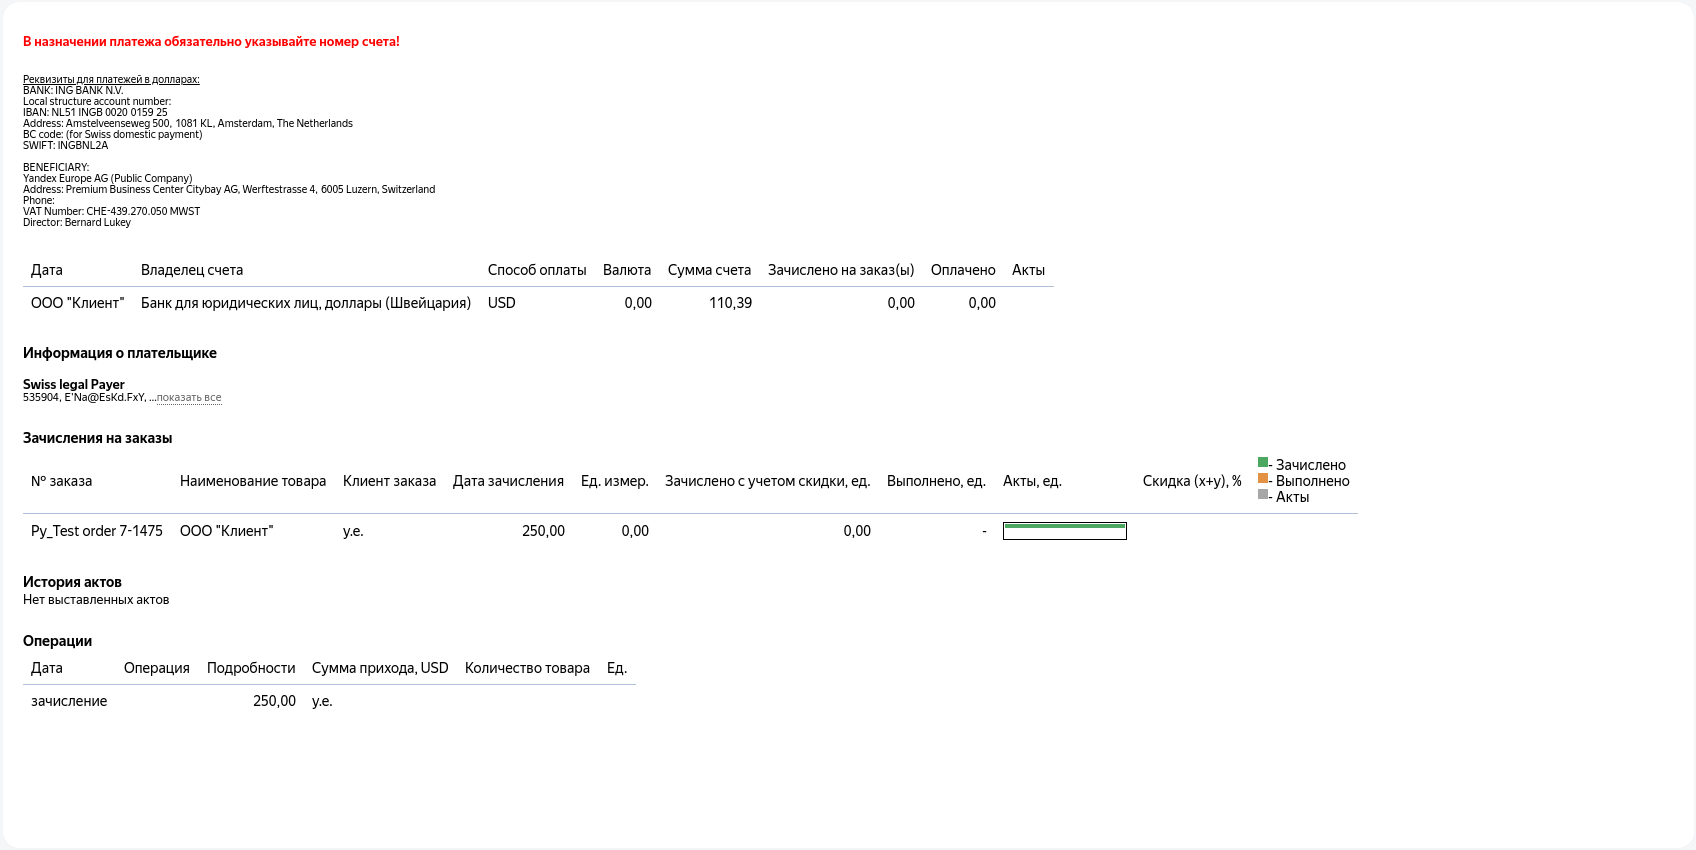 В назначении платежа обязательно указывайте номер счета!
Реквизиты для платежей в долларах:
BANK: ING BANK N.V.
Local structure account number:
IBAN: NL51 INGB 0020 0159 25
Address: Amstelveenseweg 500, 1081 KL, Amsterdam, The Netherlands
BC code: (for Swiss domestic payment)
SWIFT: INGBNL2A
BENEFICIARY:
Yandex Europe AG (Public Company)
Address: Premium Business Center Citybay AG, Werftestrasse 4, 6005 Luzern, Switzerland
Phone:
VAT Number: CHE-439.270.050 MWST
Director: Bernard Lukey
Дата Владелец счета Способ оплаты Валюта Сумма счета Зачислено на заказ(ы) Оплачено Акты
ООО "Клиент" Банк для юридических лиц, доллары (Швейцария) USD 0,00 110,39 0,00 0,00
Информация о плательщике
Swiss legal Payer
535904, E'Na@EsKd.FxY, ...показать все
Зачисления на заказы
№ заказа Наименование товара Клиент заказа Дата зачисления Ед. измер. Зачислено с учетом скидки, ед. Выполнено, ед. Акты, ед. Скидка (x+y), %
- Зачислено
- Выполнено
- Акты
Py_Test order 7-1475 ООО "Клиент" у.е. 250,00 0,00 0,00 -
История актов
Нет выставленных актов
Операции
Дата Операция Подробности Сумма прихода, USD Количество товара Ед.
зачисление 250,00 у.е.